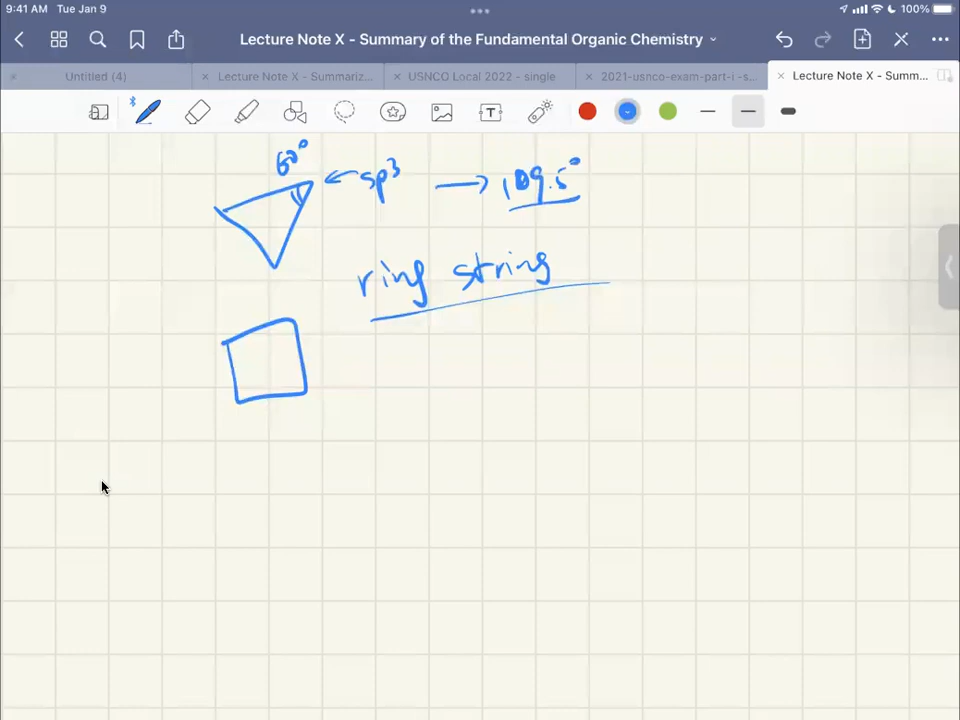 9:41 AM Tue Jan 9
100%
Lecture Note X - Summary of the Fundamental Organic Chemistry
Untitled (4)
Lecture Note X - Summariz...
USNCO Local 2022 - single
2021-usnco-exam-part-i -s...
Lecture Note X - Summ...
60° ← sp³ → 109.5°
ring string